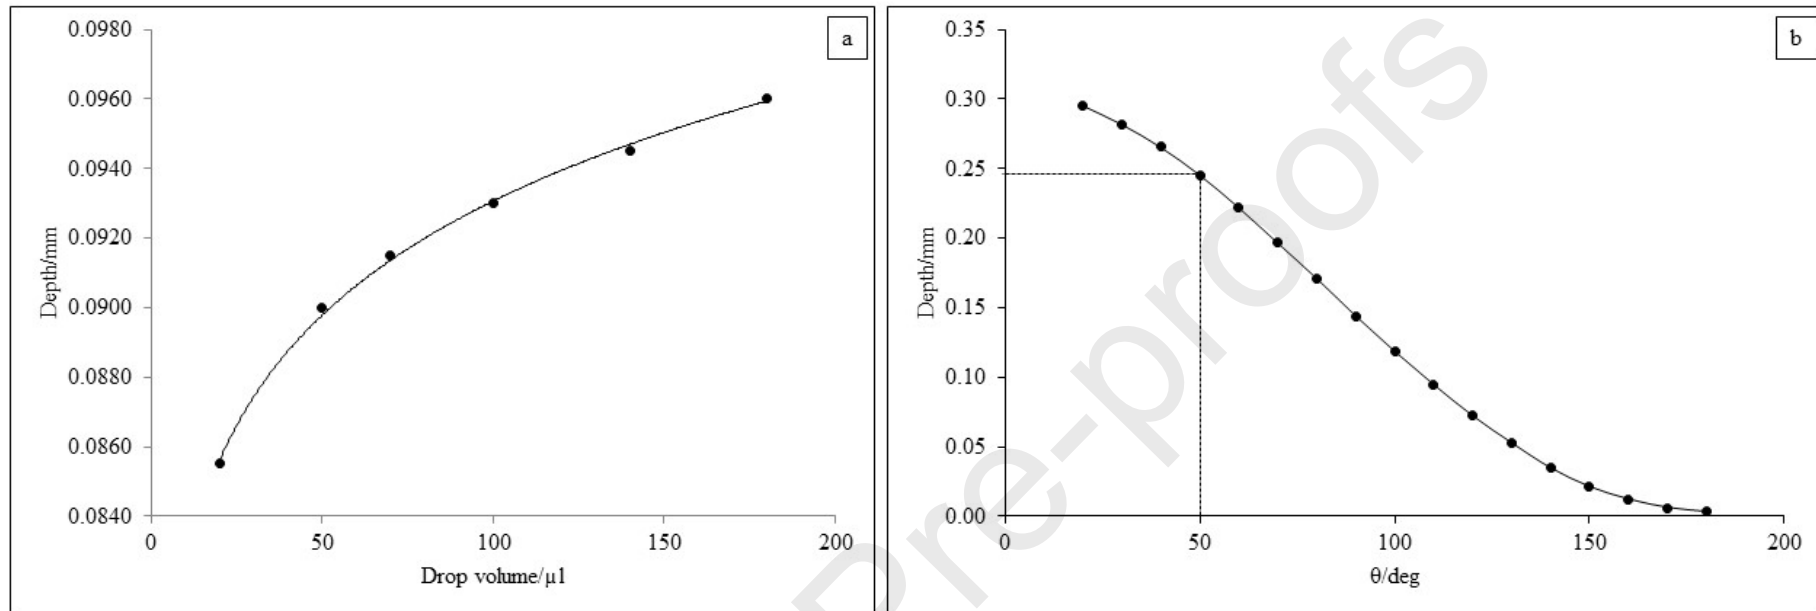 a
0.0980
0.0960
0.0940
0.0920
0.0900
0.0880
0.0860
0.0840
Depth/mm
0 50 100 150 200
Drop volume/µl
b
0.35
0.30
0.25
0.20
0.15
0.10
0.05
0.00
Depth/mm
0 50 100 150 200
θ/deg
Pre-proofs